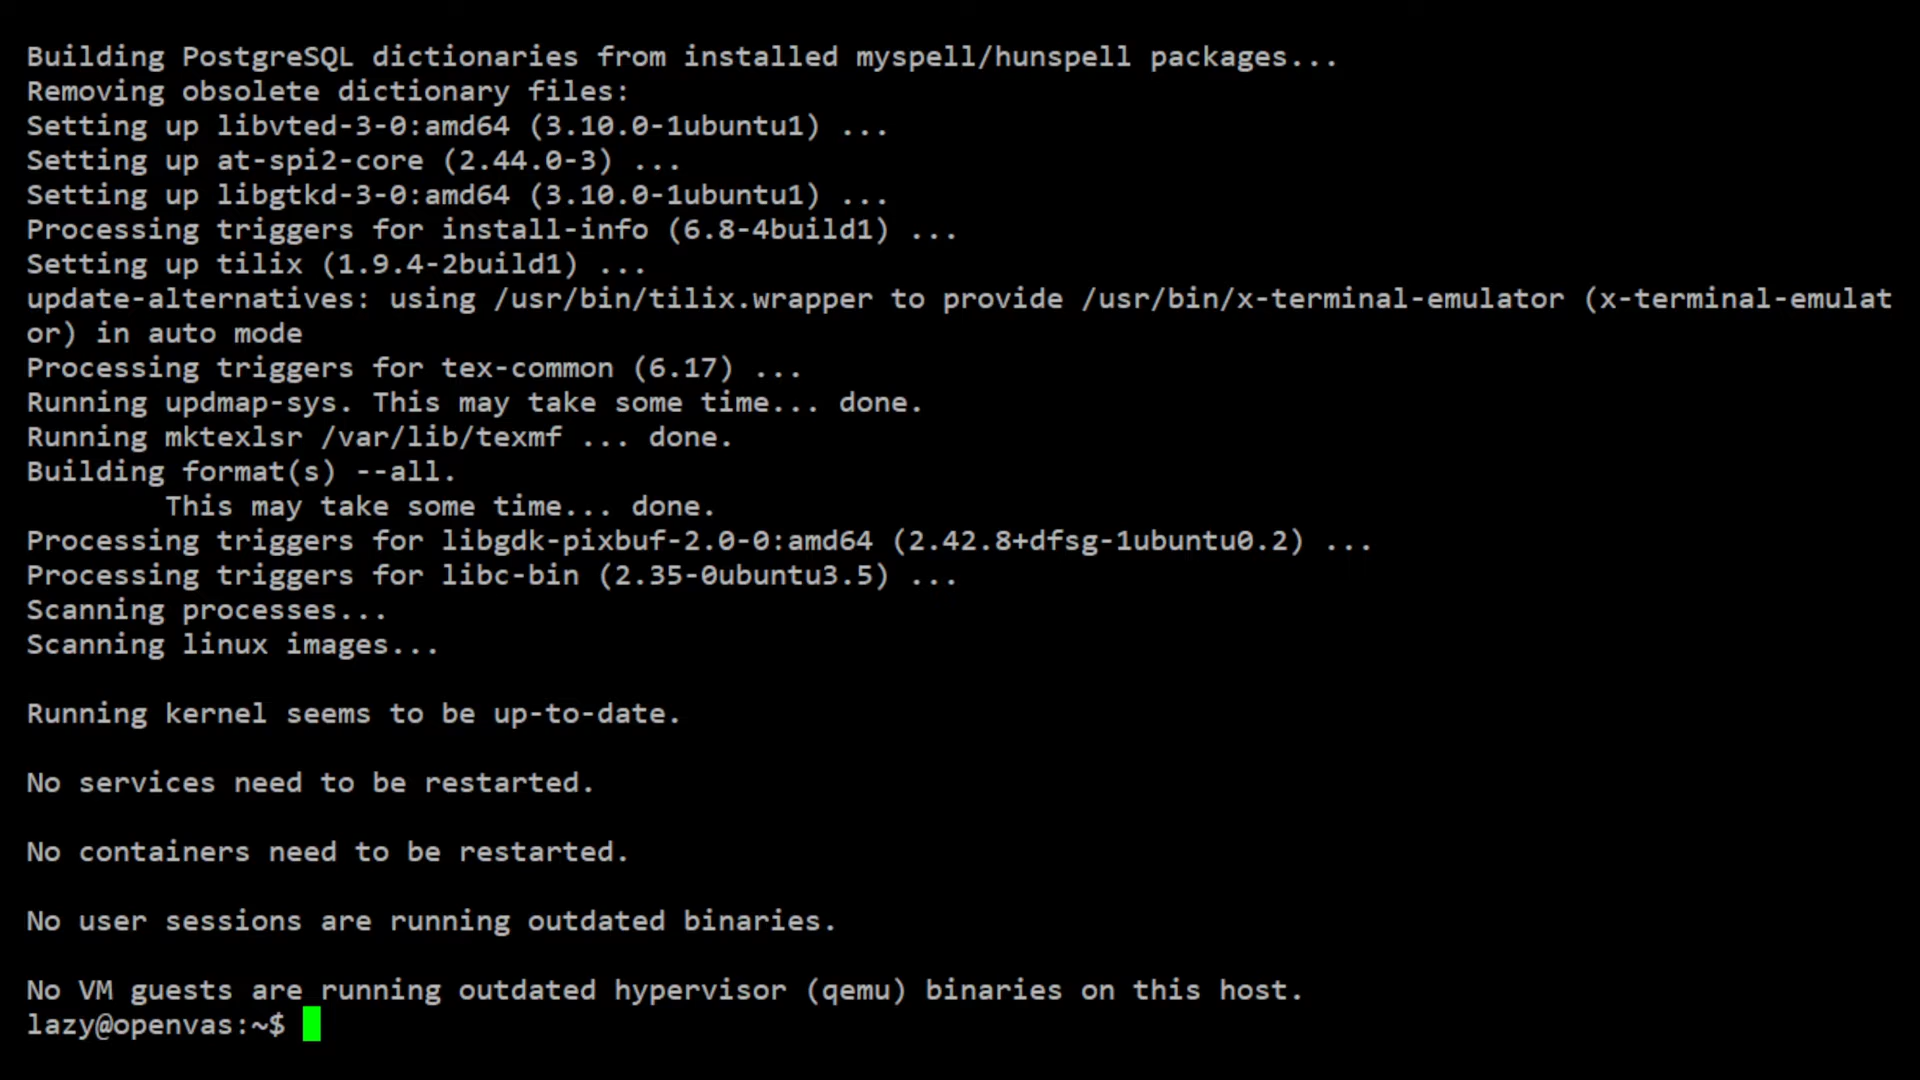 Building PostgreSQL dictionaries from installed myspell/hunspell packages...
Removing obsolete dictionary files:
Setting up libvted-3-0:amd64 (3.10.0-1ubuntu1) ...
Setting up at-spi2-core (2.44.0-3) ...
Setting up libgtkd-3-0:amd64 (3.10.0-1ubuntu1) ...
Processing triggers for install-info (6.8-4build1) ...
Setting up tilix (1.9.4-2build1) ...
update-alternatives: using /usr/bin/tilix.wrapper to provide /usr/bin/x-terminal-emulator (x-terminal-emulat
or) in auto mode
Processing triggers for tex-common (6.17) ...
Running updmap-sys. This may take some time... done.
Running mktexlsr /var/lib/texmf ... done.
Building format(s) --all.
        This may take some time... done.
Processing triggers for libgdk-pixbuf-2.0-0:amd64 (2.42.8+dfsg-1ubuntu0.2) ...
Processing triggers for libc-bin (2.35-0ubuntu3.5) ...
Scanning processes...
Scanning linux images...
Running kernel seems to be up-to-date.
No services need to be restarted.
No containers need to be restarted.
No user sessions are running outdated binaries.
No VM guests are running outdated hypervisor (qemu) binaries on this host.
lazy@openvas:~$